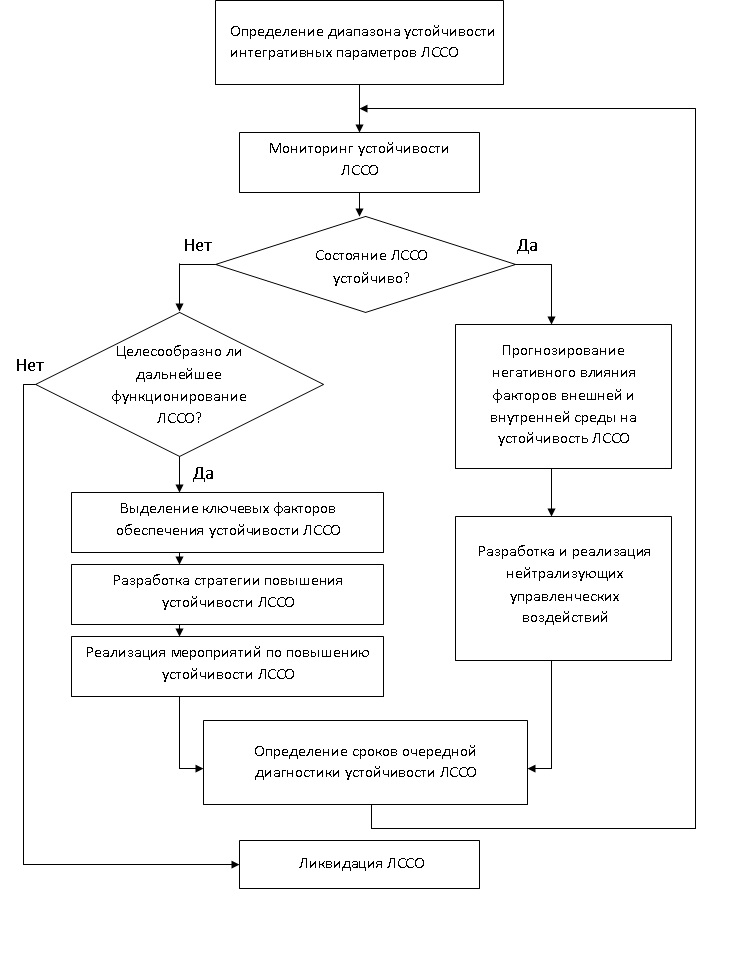 Определение диапазона устойчивости
интегративных параметров ЛССО
Мониторинг устойчивости
ЛССО
Состояние ЛССО
устойчиво?
Нет
Да
Целесообразно ли
дальнейшее
функционирование
ЛССО?
Нет
Да
Прогнозирование
негативного влияния
факторов внешней и
внутренней среды на
устойчивость ЛССО
Выделение ключевых факторов
обеспечения устойчивости ЛССО
Разработка стратегии повышения
устойчивости ЛССО
Реализация мероприятий по повышению
устойчивости ЛССО
Разработка и реализация
нейтрализующих
управленческих
воздействий
Определение сроков очередной
диагностики устойчивости ЛССО
Ликвидация ЛССО